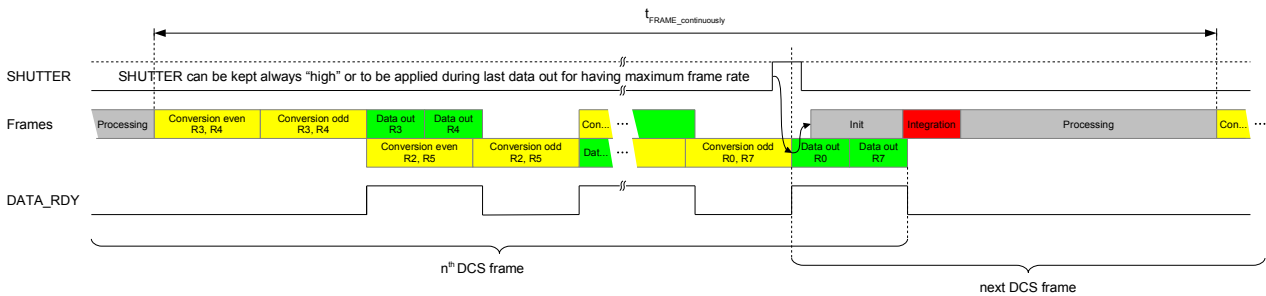 tFRAME_continuously
SHUTTER
SHUTTER can be kept always “high” or to be applied during last data out for having maximum frame rate
Frames
Processing
Conversion even
R3, R4
Conversion odd
R3, R4
Data out
R3
Data out
R4
Con...
...
Init
Integration
Processing
Con...
...
Conversion even
R2, R5
Conversion odd
R2, R5
Dat...
...
Conversion odd
R0, R7
Data out
R0
Data out
R7
DATA_RDY
nth DCS frame
next DCS frame